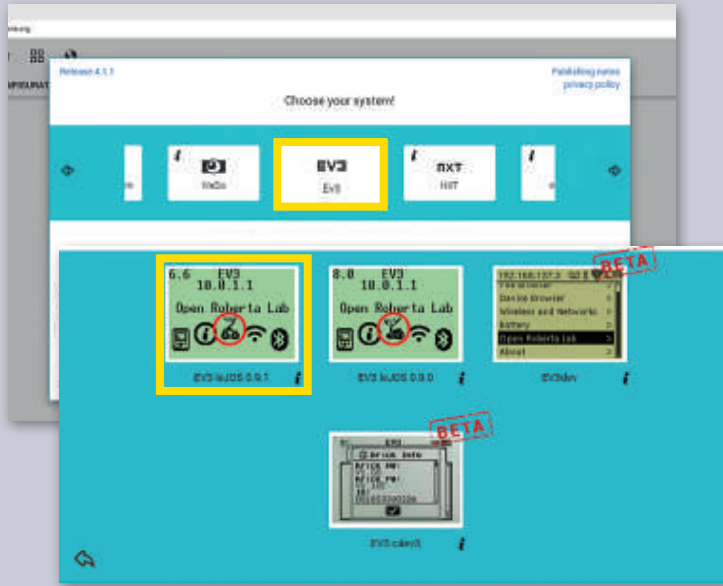 Release 4.1.1
Publishing notes
privacy policy
Choose your system!
EV3
EV3
NXT
NXT
6.6 EV3
10.0.1.1
Open Roberta Lab
EV3 leJOS 0.9.1
8.0 EV3
10.0.1.1
Open Roberta Lab
EV3 leJOS 0.9.0
BETA
Device Browser
Wireless and Networks
Battery
Open Roberta Lab
About
EV3dev
BETA
EV3
Brick Info
ID:
EV3 c4ev3